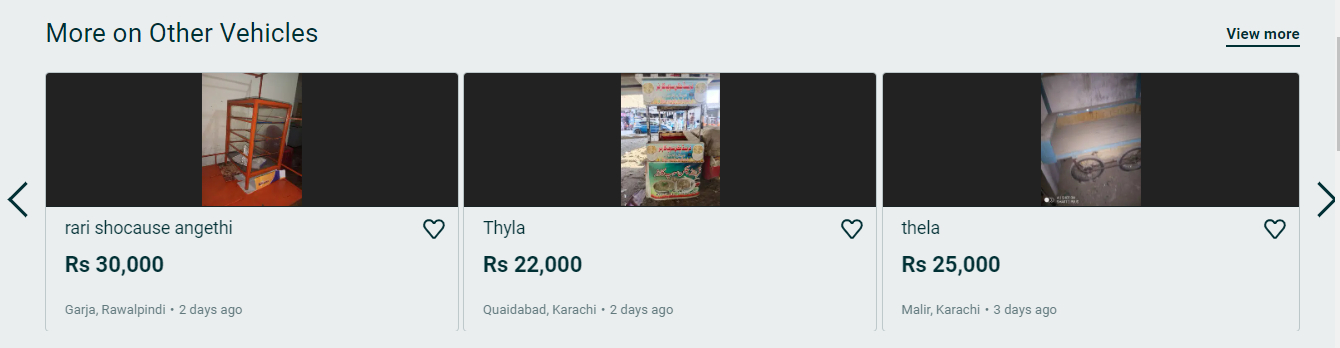 More on Other Vehicles
View more
rari shocause angethi
Rs 30,000
Garja, Rawalpindi • 2 days ago
Thyla
Rs 22,000
Quaidabad, Karachi • 2 days ago
thela
Rs 25,000
Malir, Karachi • 3 days ago